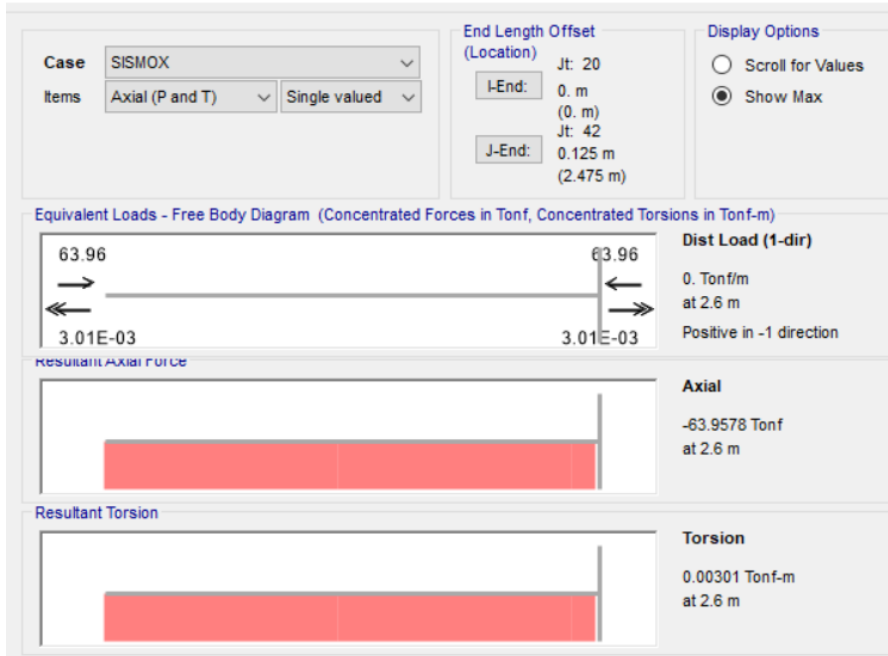 Case SISMOX
Items Axial (P and T) Single valued
End Length Offset
(Location)
Jt: 20
I-End: 0. m
(0. m)
Jt: 42
J-End: 0.125 m
(2.475 m)
Display Options
Scroll for Values
Show Max
Equivalent Loads - Free Body Diagram (Concentrated Forces in Tonf, Concentrated Torsions in Tonf-m)
63.96 63.96
3.01E-03 3.01E-03
Dist Load (1-dir)
0. Tonf/m
at 2.6 m
Positive in -1 direction
Resultant Axial Force
Axial
-63.9578 Tonf
at 2.6 m
Resultant Torsion
Torsion
0.00301 Tonf-m
at 2.6 m